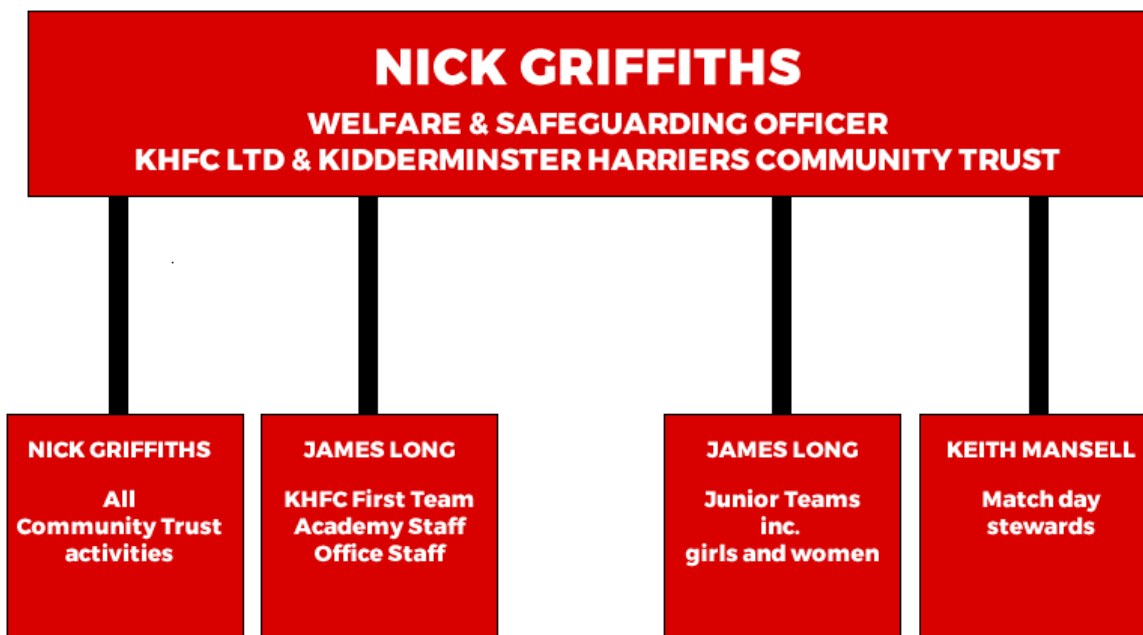 NICK GRIFFITHS
WELFARE & SAFEGUARDING OFFICER
KHFC LTD & KIDDERMINSTER HARRIERS COMMUNITY TRUST
NICK GRIFFITHS
All
Community Trust
activities
JAMES LONG
KHFC First Team
Academy Staff
Office Staff
JAMES LONG
Junior Teams
inc.
girls and women
KEITH MANSELL
Match day
stewards